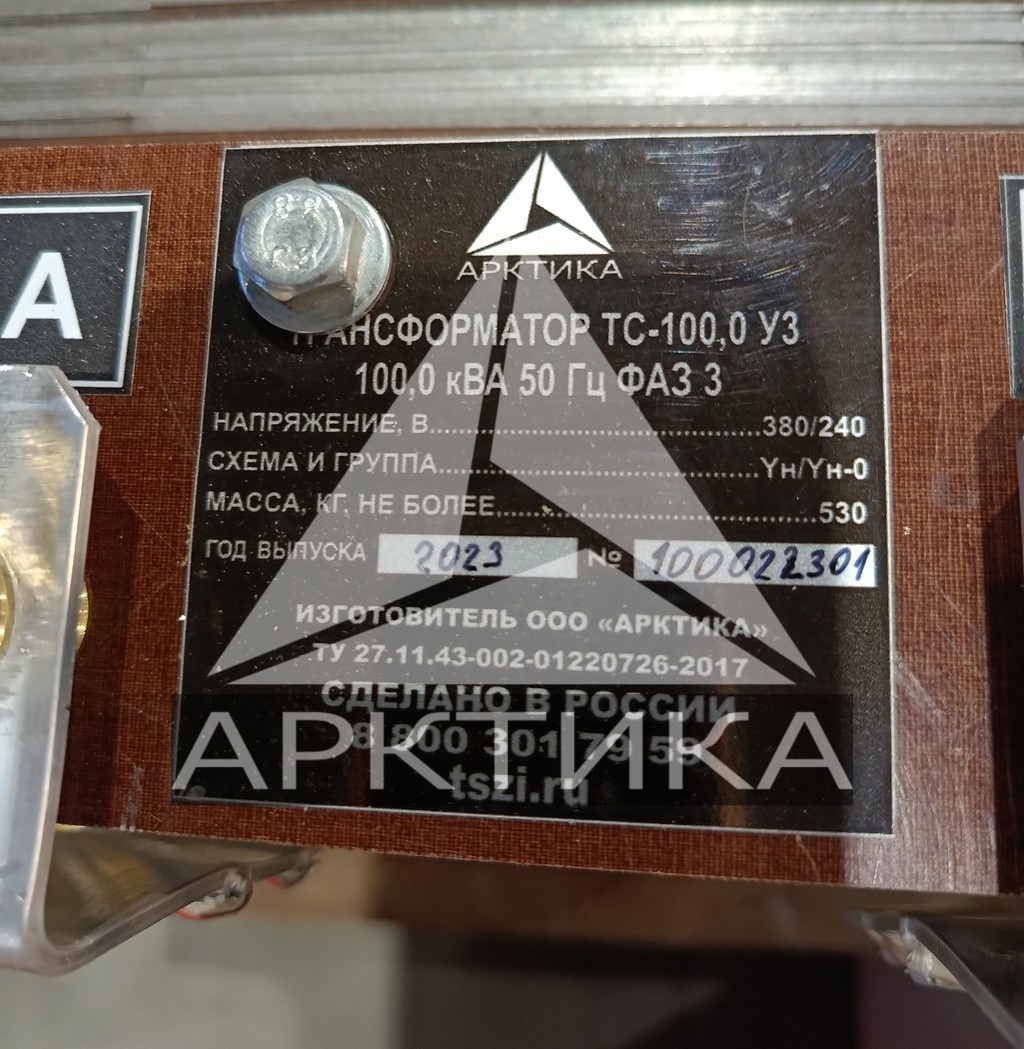 A
АРКТИКА
ТРАНСФОРМАТОР ТС-100,0 У3
100,0 кВА 50 Гц ФАЗ 3
НАПРЯЖЕНИЕ, В..........380/240
СХЕМА И ГРУППА..........Yн/Yн-0
МАССА, КГ, НЕ БОЛЕЕ..........530
ГОД ВЫПУСКА 2023 № 100022301
ИЗГОТОВИТЕЛЬ ООО «АРКТИКА»
ТУ 27.11.43-002-01220726-2017
СДЕЛАНО В РОССИИ
8 800 301 79 59
tszi.ru
АРКТИКА